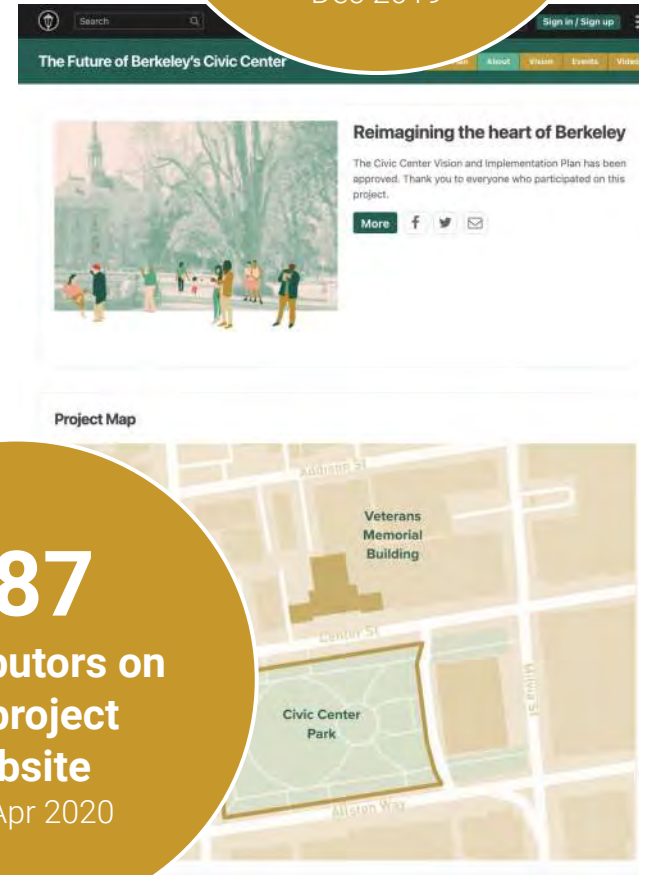 Dec 2019
Search
Sign in / Sign up
The Future of Berkeley's Civic Center
About
Vision
Events
Video
Reimagining the heart of Berkeley
The Civic Center Vision and Implementation Plan has been
approved. Thank you to everyone who participated on this
project.
More
Project Map
Addison St
Veterans
Memorial
Building
Center St
Milvia St
Civic Center
Park
Allston Way
87
butors on
project
bsite
Apr 2020